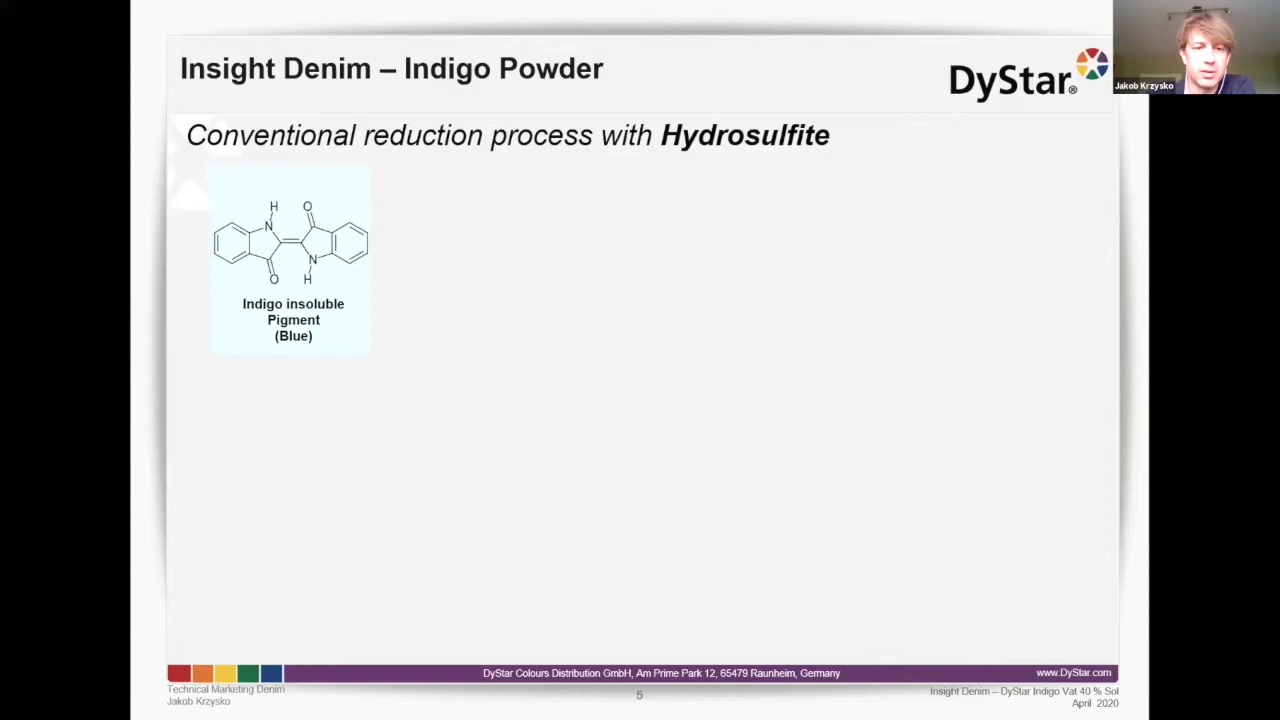 Insight Denim – Indigo Powder
DyStar®
Jakob Krzysko
Conventional reduction process with Hydrosulfite
H
O
N
N
O
H
Indigo insoluble
Pigment
(Blue)
DyStar Colours Distribution GmbH, Am Prime Park 12, 65479 Raunheim, Germany
www.DyStar.com
Technical Marketing Denim
Jakob Krzysko
5
Insight Denim – DyStar Indigo Vat 40 % Sol
April 2020